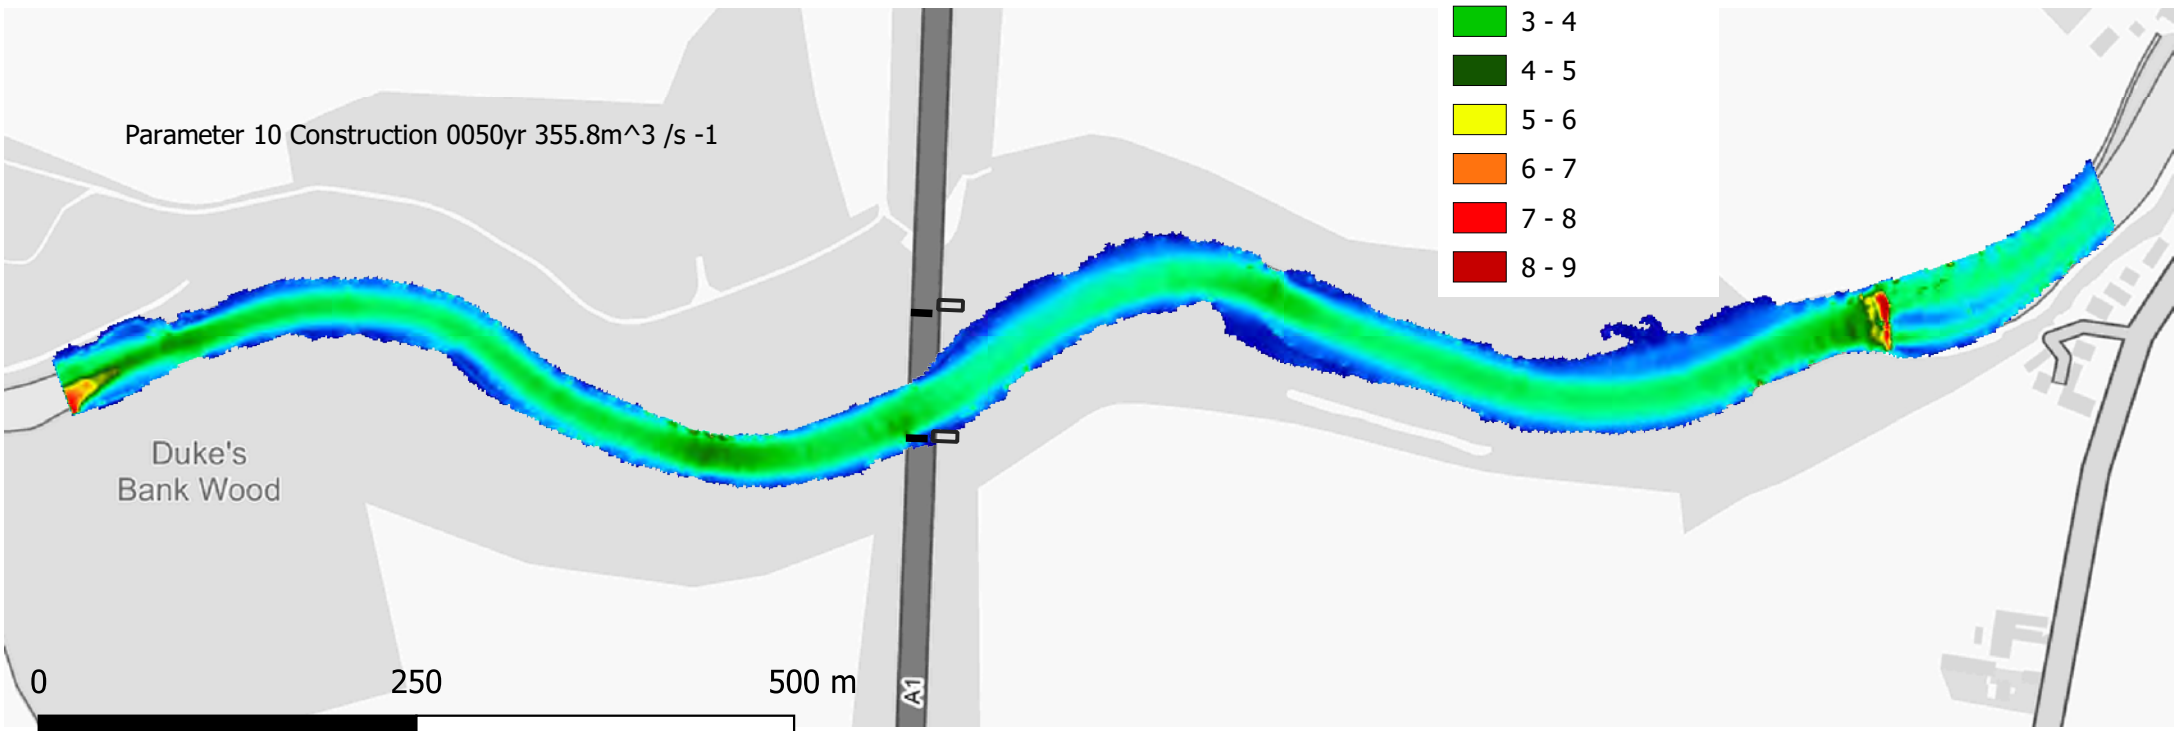 3 - 4
4 - 5
5 - 6
6 - 7
7 - 8
8 - 9
Parameter 10 Construction 0050yr 355.8m^3 /s -1
Duke's
Bank Wood
0 250 500 m
A1